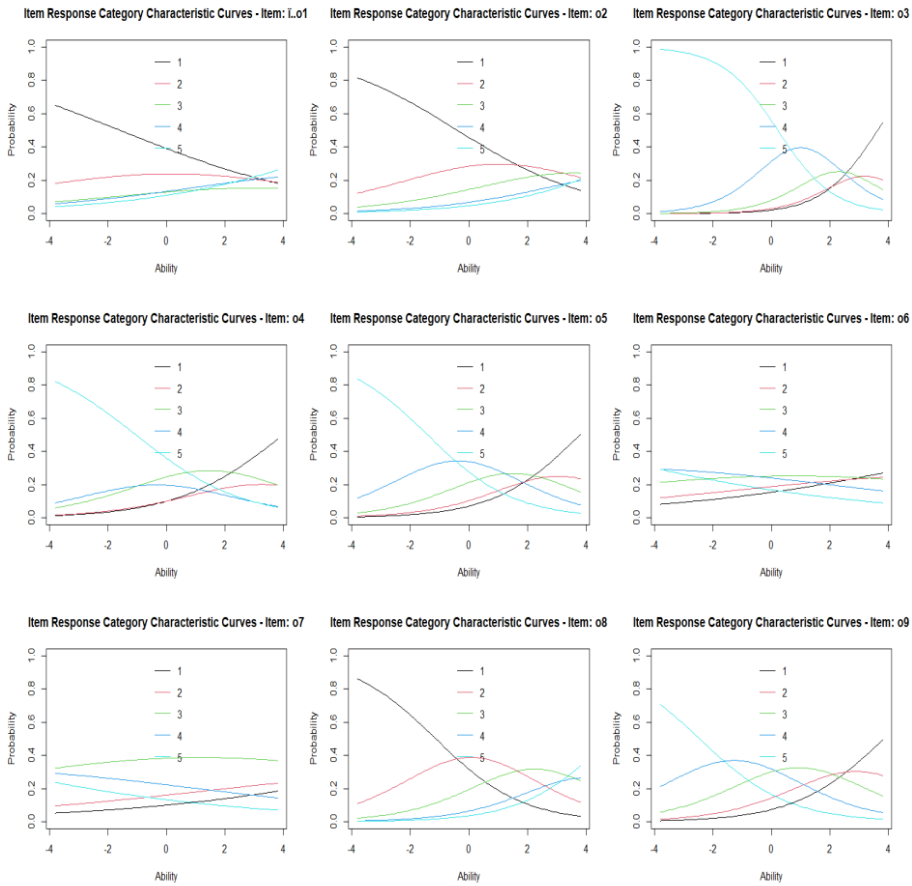 Item Response Category Characteristic Curves - Item: ï..o1
Probability
0.0 0.2 0.4 0.6 0.8 1.0
1
2
3
4
5
-4 -2 0 2 4
Ability
Item Response Category Characteristic Curves - Item: o2
Probability
0.0 0.2 0.4 0.6 0.8 1.0
1
2
3
4
5
-4 -2 0 2 4
Ability
Item Response Category Characteristic Curves - Item: o3
Probability
0.0 0.2 0.4 0.6 0.8 1.0
1
2
3
4
5
-4 -2 0 2 4
Ability
Item Response Category Characteristic Curves - Item: o4
Probability
0.0 0.2 0.4 0.6 0.8 1.0
1
2
3
4
5
-4 -2 0 2 4
Ability
Item Response Category Characteristic Curves - Item: o5
Probability
0.0 0.2 0.4 0.6 0.8 1.0
1
2
3
4
5
-4 -2 0 2 4
Ability
Item Response Category Characteristic Curves - Item: o6
Probability
0.0 0.2 0.4 0.6 0.8 1.0
1
2
3
4
5
-4 -2 0 2 4
Ability
Item Response Category Characteristic Curves - Item: o7
Probability
0.0 0.2 0.4 0.6 0.8 1.0
1
2
3
4
5
-4 -2 0 2 4
Ability
Item Response Category Characteristic Curves - Item: o8
Probability
0.0 0.2 0.4 0.6 0.8 1.0
1
2
3
4
5
-4 -2 0 2 4
Ability
Item Response Category Characteristic Curves - Item: o9
Probability
0.0 0.2 0.4 0.6 0.8 1.0
1
2
3
4
5
-4 -2 0 2 4
Ability